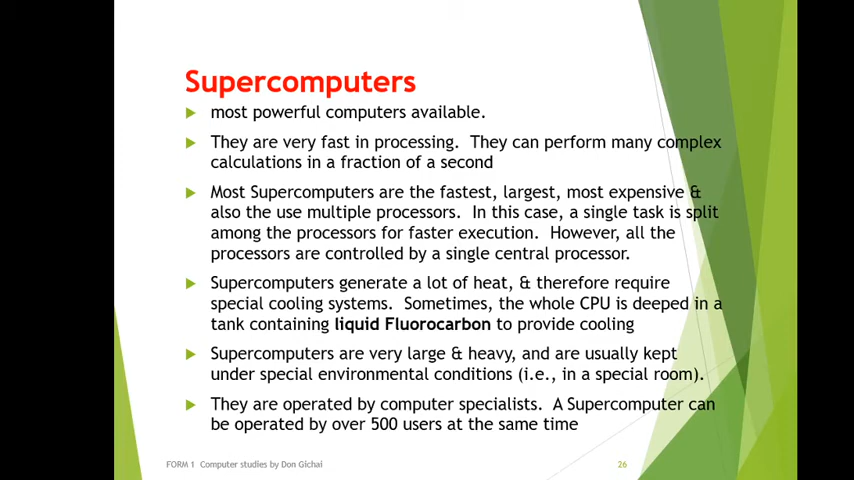 Supercomputers
most powerful computers available.
They are very fast in processing. They can perform many complex
calculations in a fraction of a second
Most Supercomputers are the fastest, largest, most expensive &
also the use multiple processors. In this case, a single task is split
among the processors for faster execution. However, all the
processors are controlled by a single central processor.
Supercomputers generate a lot of heat, & therefore require
special cooling systems. Sometimes, the whole CPU is deeped in a
tank containing liquid Fluorocarbon to provide cooling
Supercomputers are very large & heavy, and are usually kept
under special environmental conditions (i.e., in a special room).
They are operated by computer specialists. A Supercomputer can
be operated by over 500 users at the same time
FORM 1 Computer studies by Don Gichai
26